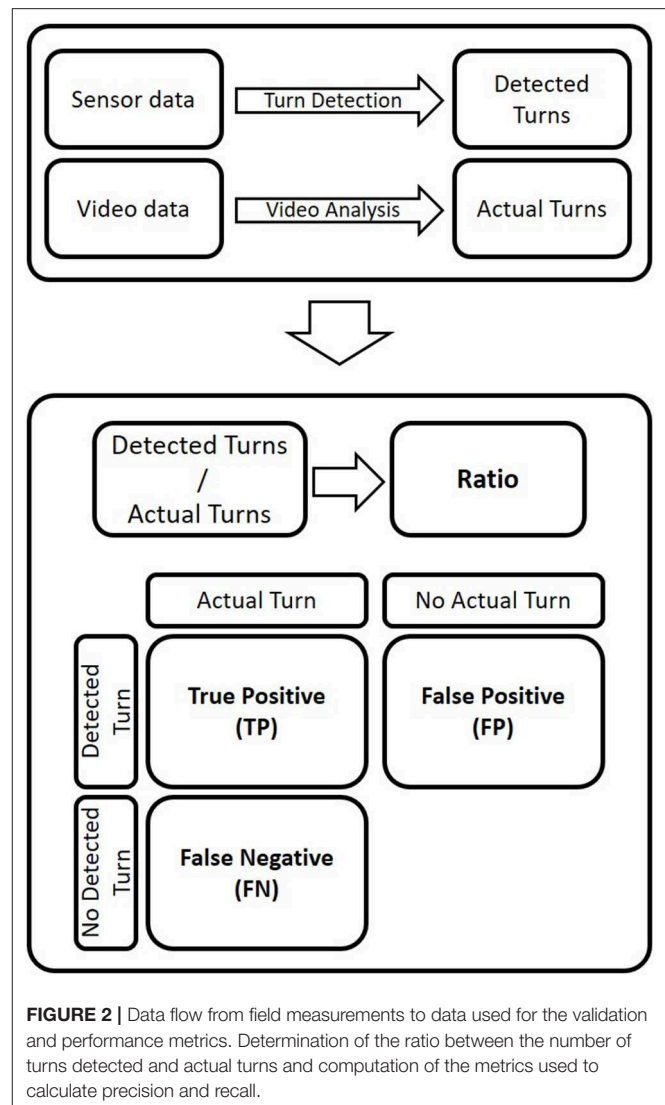 Sensor data
Turn Detection
Detected
Turns
Video data
Video Analysis
Actual Turns
Detected Turns
/
Actual Turns
Ratio
Actual Turn
No Actual Turn
Detected
Turn
True Positive
(TP)
False Positive
(FP)
No Detected
Turn
False Negative
(FN)
FIGURE 2 | Data flow from field measurements to data used for the validation
and performance metrics. Determination of the ratio between the number of
turns detected and actual turns and computation of the metrics used to
calculate precision and recall.